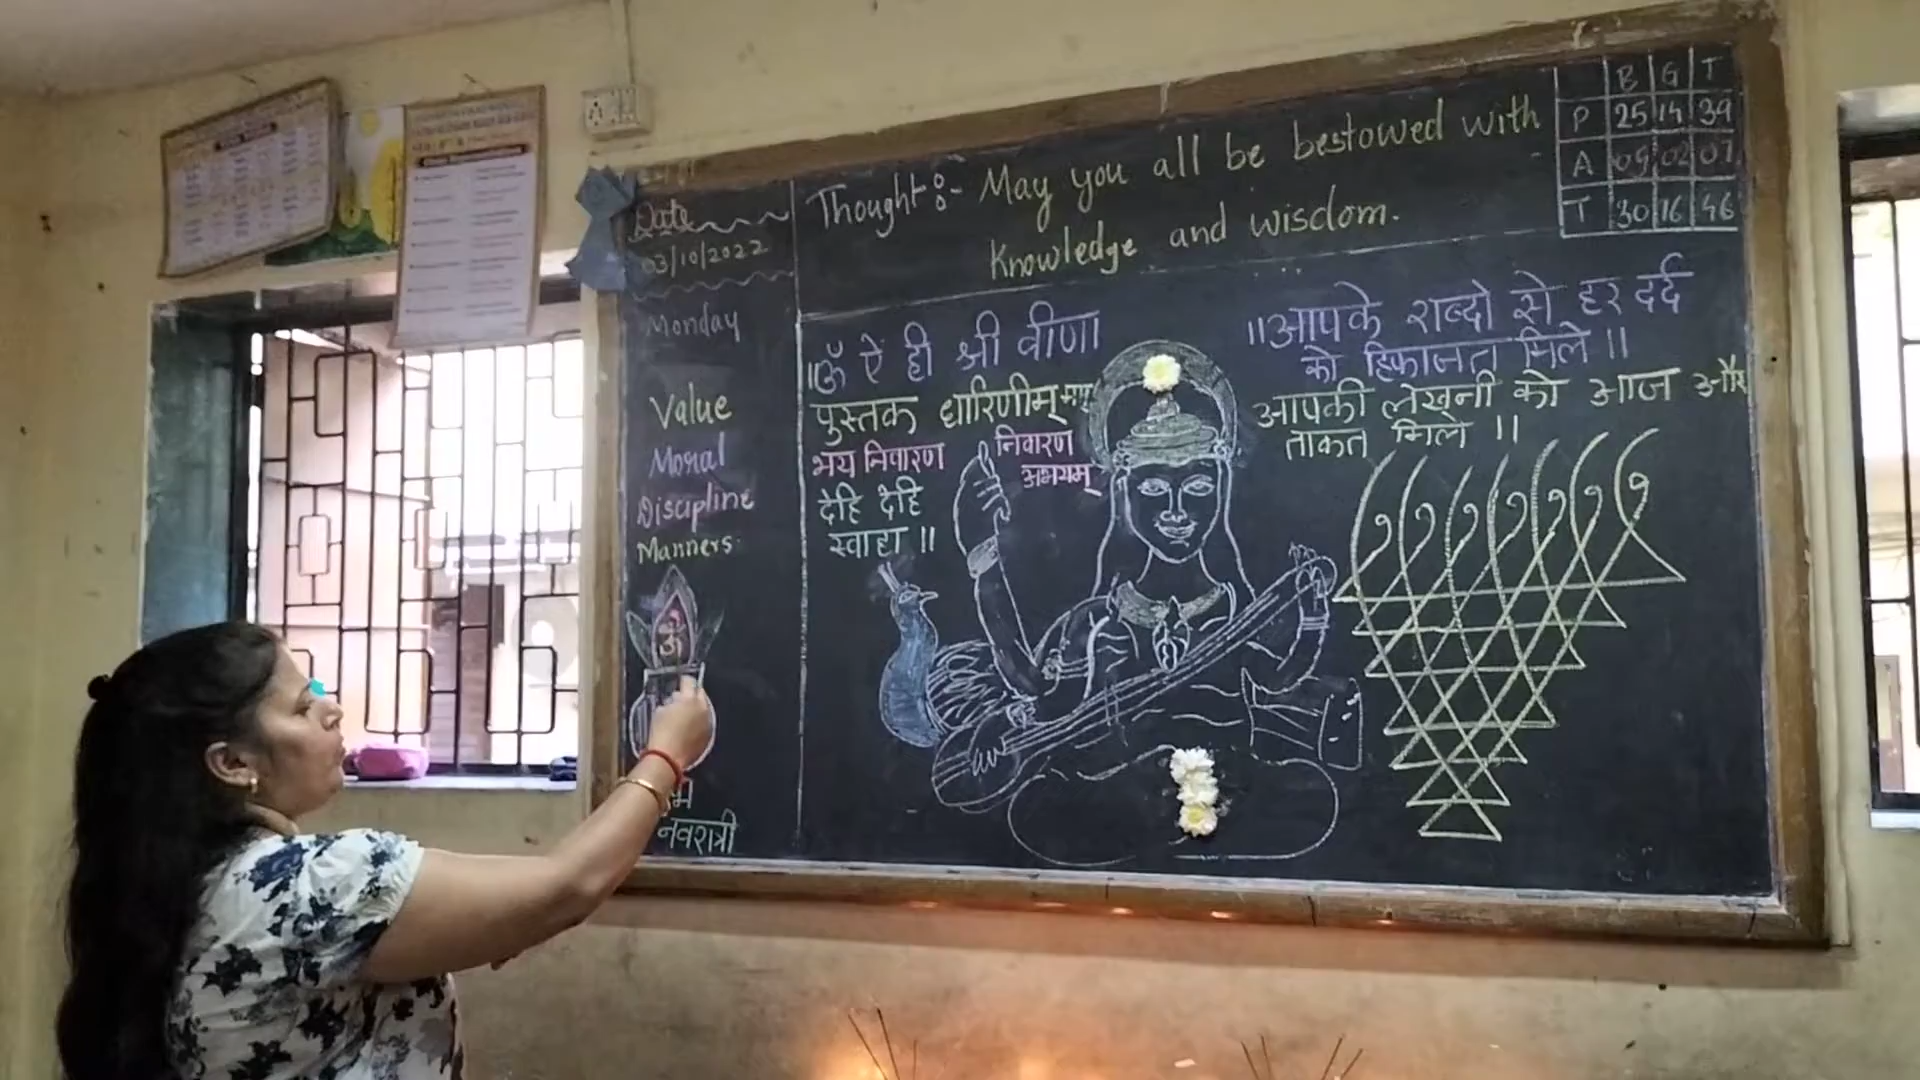 Date
03/10/2022
Monday
Value
Moral
Discipline
Manners
ॐ
नवरात्री
Thought :- May you all be bestowed with
Knowledge and wisdom.
B G T
P 25 14 39
A 09 02 07
T 30 16 46
॥ॐ ऐं ही श्री वीणा
पुस्तक धारिणीम्
भय निवारण
निवारण
अभयम्
देहि देहि
स्वाहा ॥
॥आपके शब्दो से हर दर्द
को हिफाजत मिले ॥
आपकी लेखनी को आज और
ताकत मिले ॥